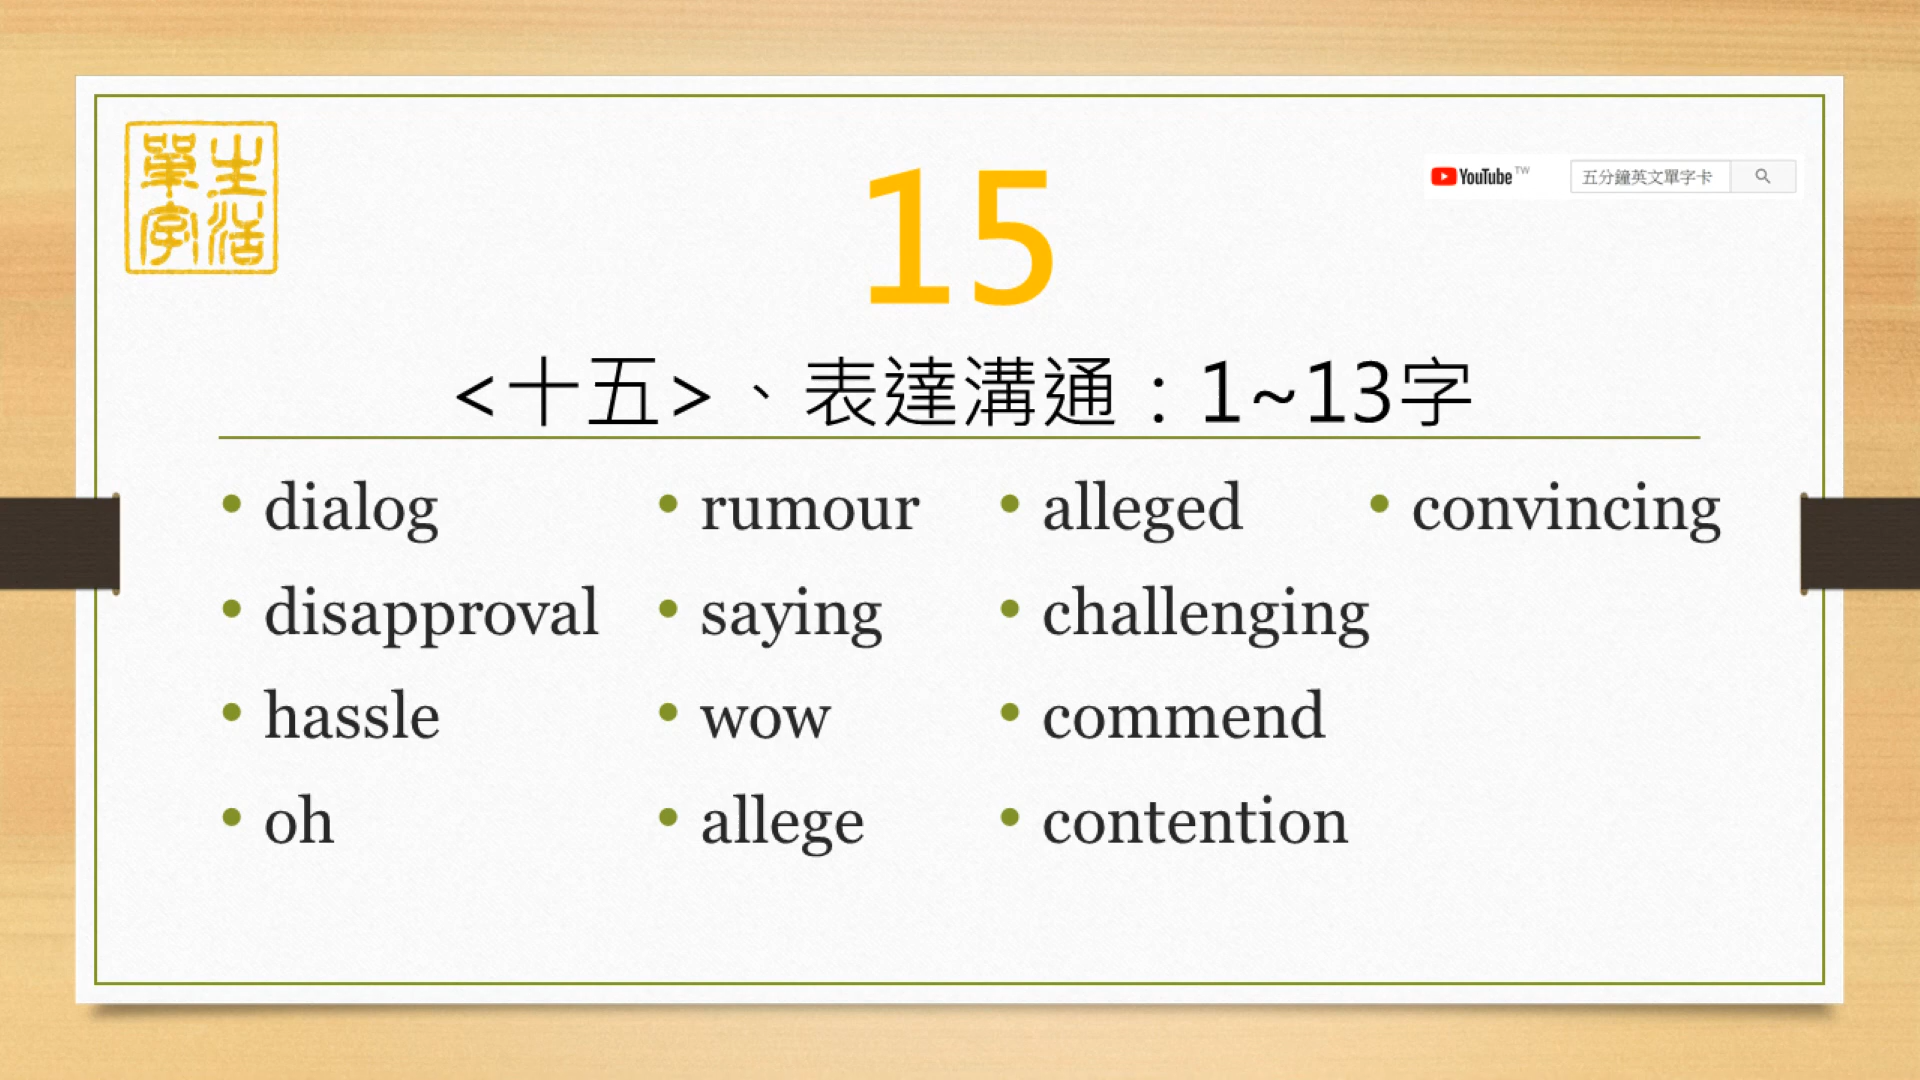 生活
單字
15
YouTube TW
五分鐘英文單字卡
<十五>、表達溝通：1~13字
• dialog
• disapproval
• hassle
• oh
• rumour
• saying
• wow
• allege
• alleged
• challenging
• commend
• contention
• convincing